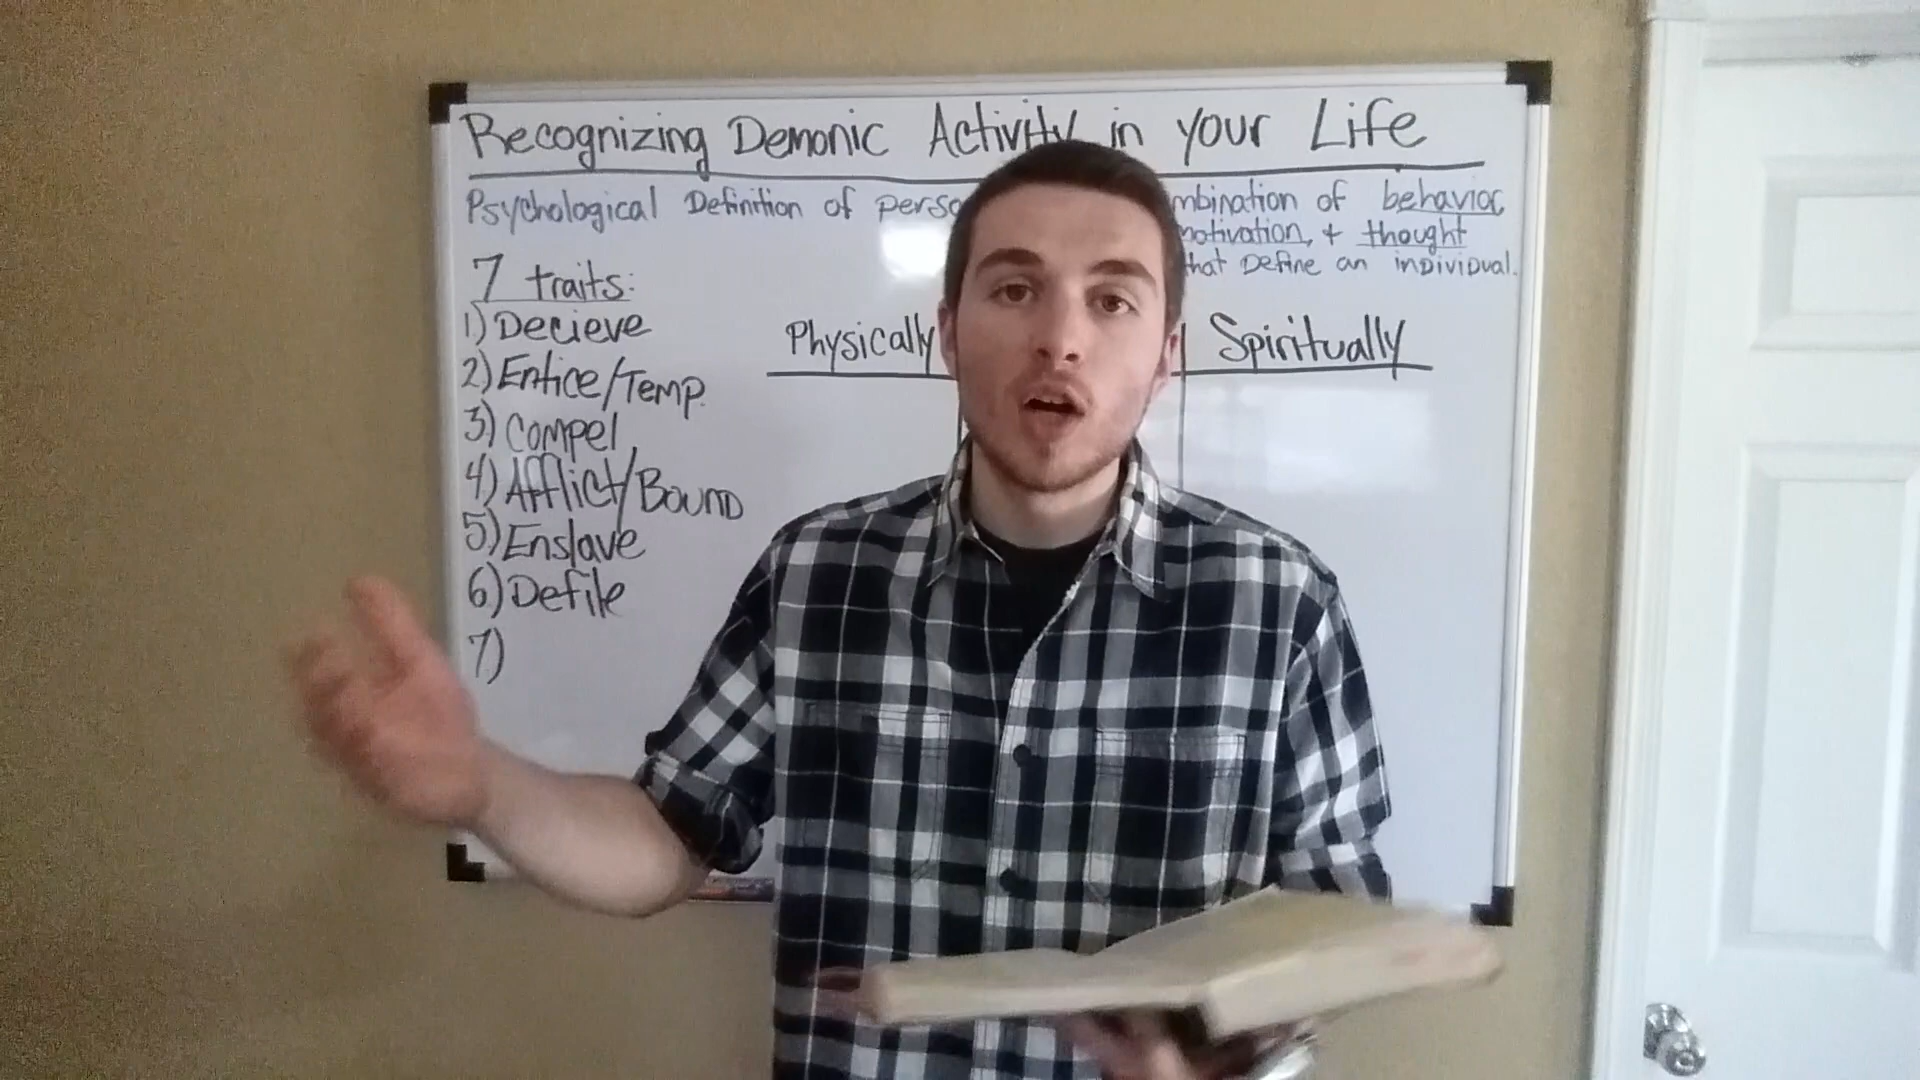 Recognizing Demonic Activity in your Life
Psychological Definition of perso mbination of behavior,
motivation, + thought
that Define an individual.
7 traits:
1) Decieve
2) Entice/Temp.
3) Compel
4) Afflict/Bound
5) Enslave
6) Defile
7)
Physically Spiritually